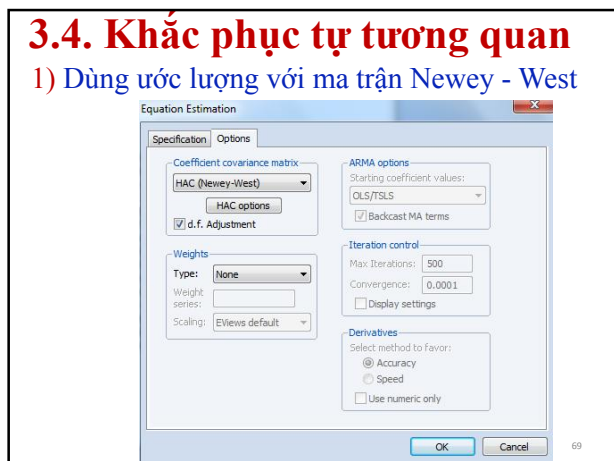 3.4. Khắc phục tự tương quan
1) Dùng ước lượng với ma trận Newey - West
Equation Estimation
x
Specification Options
Coefficient covariance matrix
HAC (Newey-West)
HAC options
d.f. Adjustment
Weights
Type: None
Weight series:
Scaling: EViews default
ARMA options
Starting coefficient values:
OLS/TSLS
Backcast MA terms
Iteration control
Max Iterations: 500
Convergence: 0.0001
Display settings
Derivatives
Select method to favor:
Accuracy
Speed
Use numeric only
OK Cancel
69